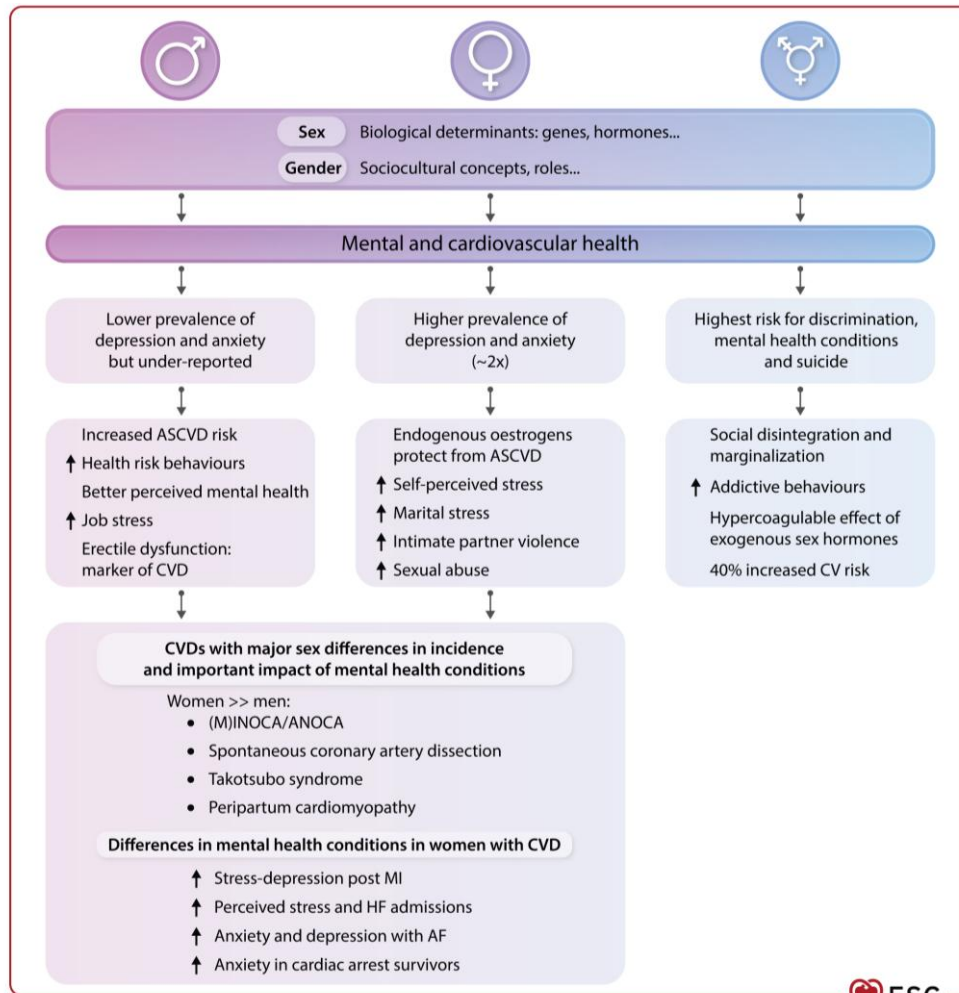 Sex Biological determinants: genes, hormones...
Gender Sociocultural concepts, roles...
Mental and cardiovascular health
Lower prevalence of
depression and anxiety
but under-reported
Higher prevalence of
depression and anxiety
(~2x)
Highest risk for discrimination,
mental health conditions
and suicide
Increased ASCVD risk
↑ Health risk behaviours
Better perceived mental health
↑ Job stress
Erectile dysfunction:
marker of CVD
Endogenous oestrogens
protect from ASCVD
↑ Self-perceived stress
↑ Marital stress
↑ Intimate partner violence
↑ Sexual abuse
Social disintegration and
marginalization
↑ Addictive behaviours
Hypercoagulable effect of
exogenous sex hormones
40% increased CV risk
CVDs with major sex differences in incidence
and important impact of mental health conditions
Women >> men:
• (M)INOCA/ANOCA
• Spontaneous coronary artery dissection
• Takotsubo syndrome
• Peripartum cardiomyopathy
Differences in mental health conditions in women with CVD
↑ Stress-depression post MI
↑ Perceived stress and HF admissions
↑ Anxiety and depression with AF
↑ Anxiety in cardiac arrest survivors
ESC